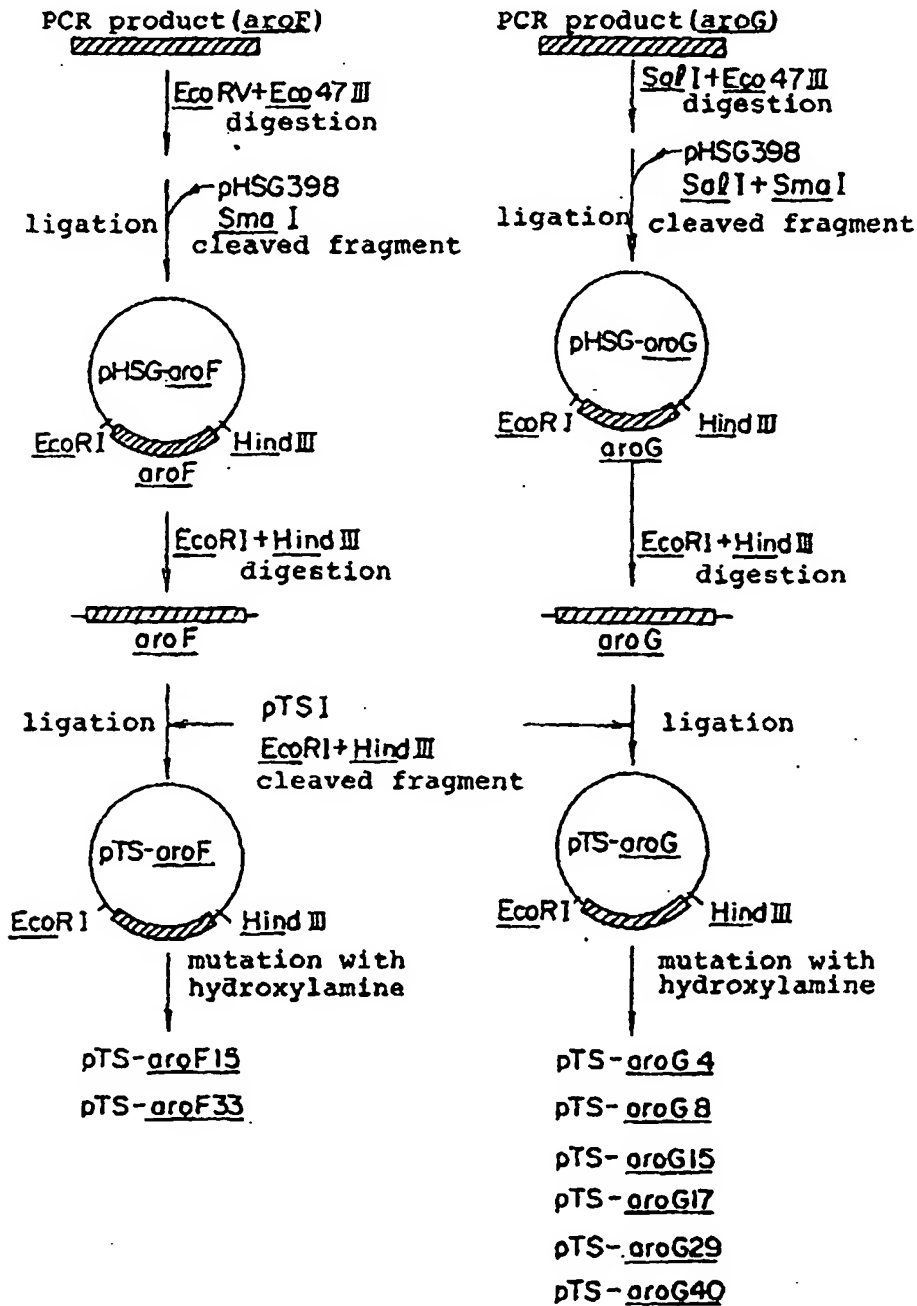 PCR product (aroF)
EcoRV+Eco47III
digestion
pHSG398
SmaI
cleaved fragment
ligation
pHSG-aroF
EcoRI
HindIII
aroF
EcoRI+HindIII
digestion
aroF
ligation
pTSI
EcoRI+HindIII
cleaved fragment
pTS-aroF
EcoRI
HindIII
mutation with
hydroxylamine
pTS-aroF15
pTS-aroF33
PCR product (aroG)
SalI+Eco47III
digestion
pHSG398
SalI+SmaI
cleaved fragment
ligation
pHSG-aroG
EcoRI
HindIII
aroG
EcoRI+HindIII
digestion
aroG
ligation
pTS-aroG
EcoRI
HindIII
mutation with
hydroxylamine
pTS-aroG4
pTS-aroG8
pTS-aroG15
pTS-aroG17
pTS-aroG29
pTS-aroG40